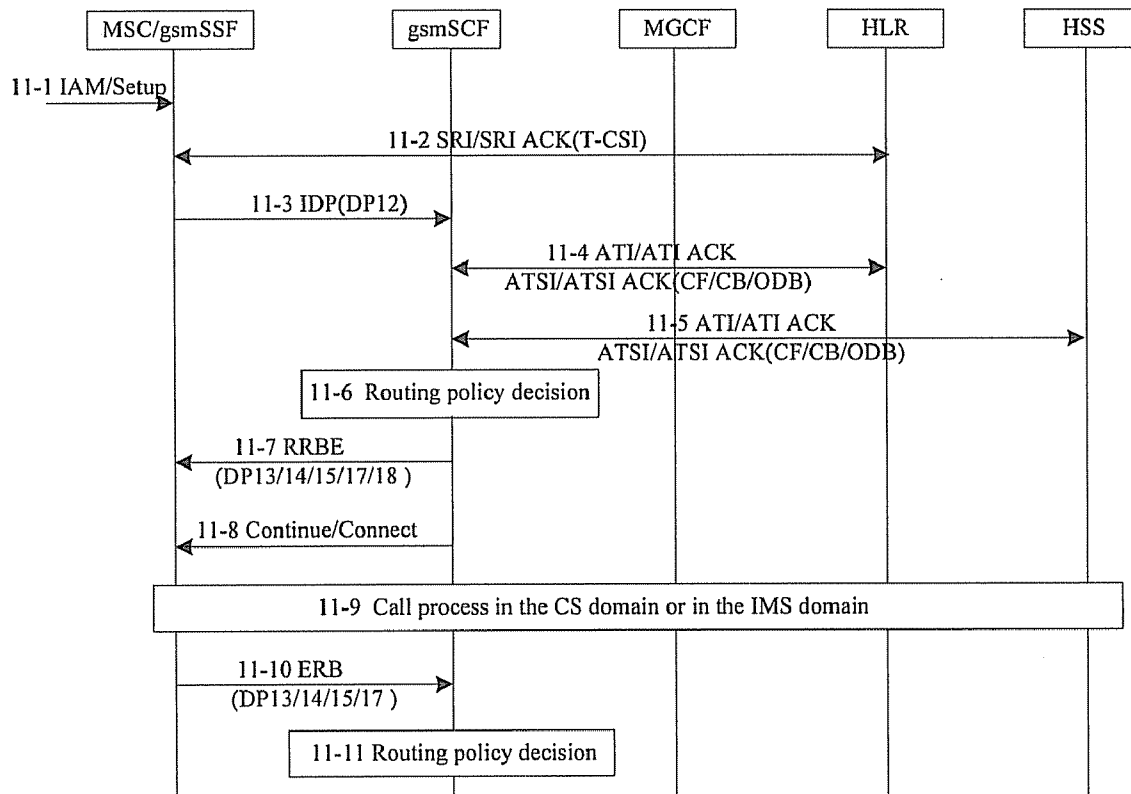 MSC/gsmSSF
gsmSCF
MGCF
HLR
HSS
11-1 IAM/Setup
11-2 SRI/SRI ACK(T-CSI)
11-3 IDP(DP12)
11-4 ATI/ATI ACK
ATSI/ATSI ACK(CF/CB/ODB)
11-5 ATI/ATI ACK
ATSI/ATSI ACK(CF/CB/ODB)
11-6 Routing policy decision
11-7 RRBE
(DP13/14/15/17/18 )
11-8 Continue/Connect
11-9 Call process in the CS domain or in the IMS domain
11-10 ERB
(DP13/14/15/17 )
11-11 Routing policy decision